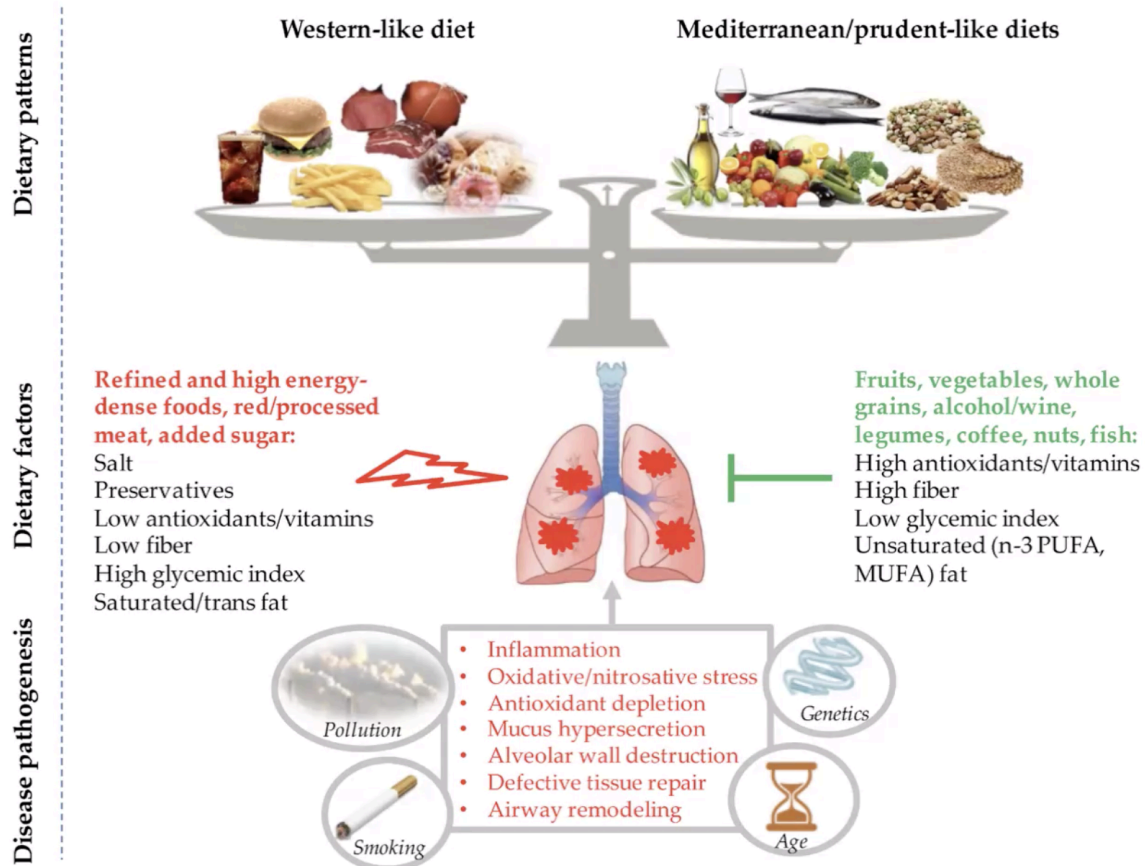 Dietary patterns
Western-like diet
Mediterranean/prudent-like diets
Dietary factors
Refined and high energy-
dense foods, red/processed
meat, added sugar:
Salt
Preservatives
Low antioxidants/vitamins
Low fiber
High glycemic index
Saturated/trans fat
Fruits, vegetables, whole
grains, alcohol/wine,
legumes, coffee, nuts, fish:
High antioxidants/vitamins
High fiber
Low glycemic index
Unsaturated (n-3 PUFA,
MUFA) fat
Disease pathogenesis
Pollution
Smoking
• Inflammation
• Oxidative/nitrosative stress
• Antioxidant depletion
• Mucus hypersecretion
• Alveolar wall destruction
• Defective tissue repair
• Airway remodeling
Genetics
Age